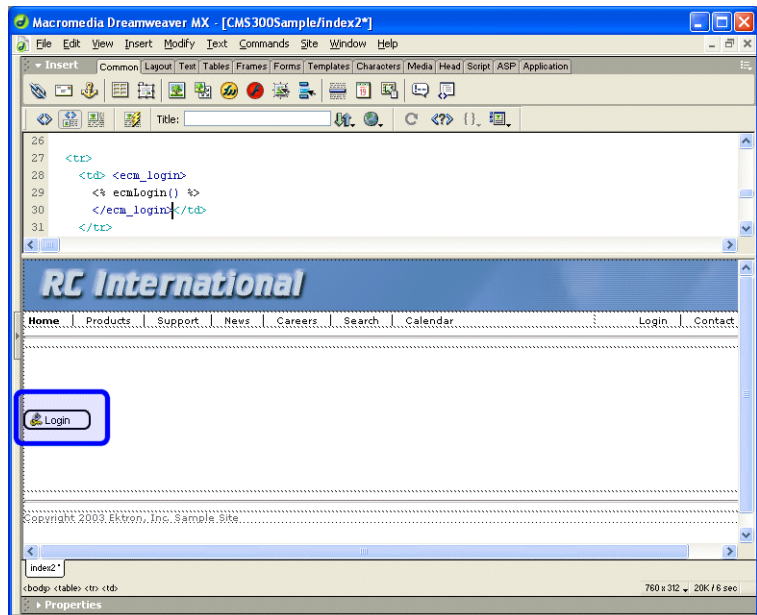 Macromedia Dreamweaver MX - [CMS300Sample/index2*]
File Edit View Insert Modify Text Commands Site Window Help
Insert Common Layout Text Tables Frames Forms Templates Characters Media Head Script ASP Application
Title:
26
27 <tr>
28 <td> <ecm_login>
29 <% ecmLogin() %>
30 </ecm_login></td>
31 </tr>
RC International
Home | Products | Support | News | Careers | Search | Calendar Login | Contact
Login
Copyright 2003 Ektron, Inc. Sample Site
index2*
<body> <table> <tr> <td> 760 x 312 20K / 6 sec
Properties